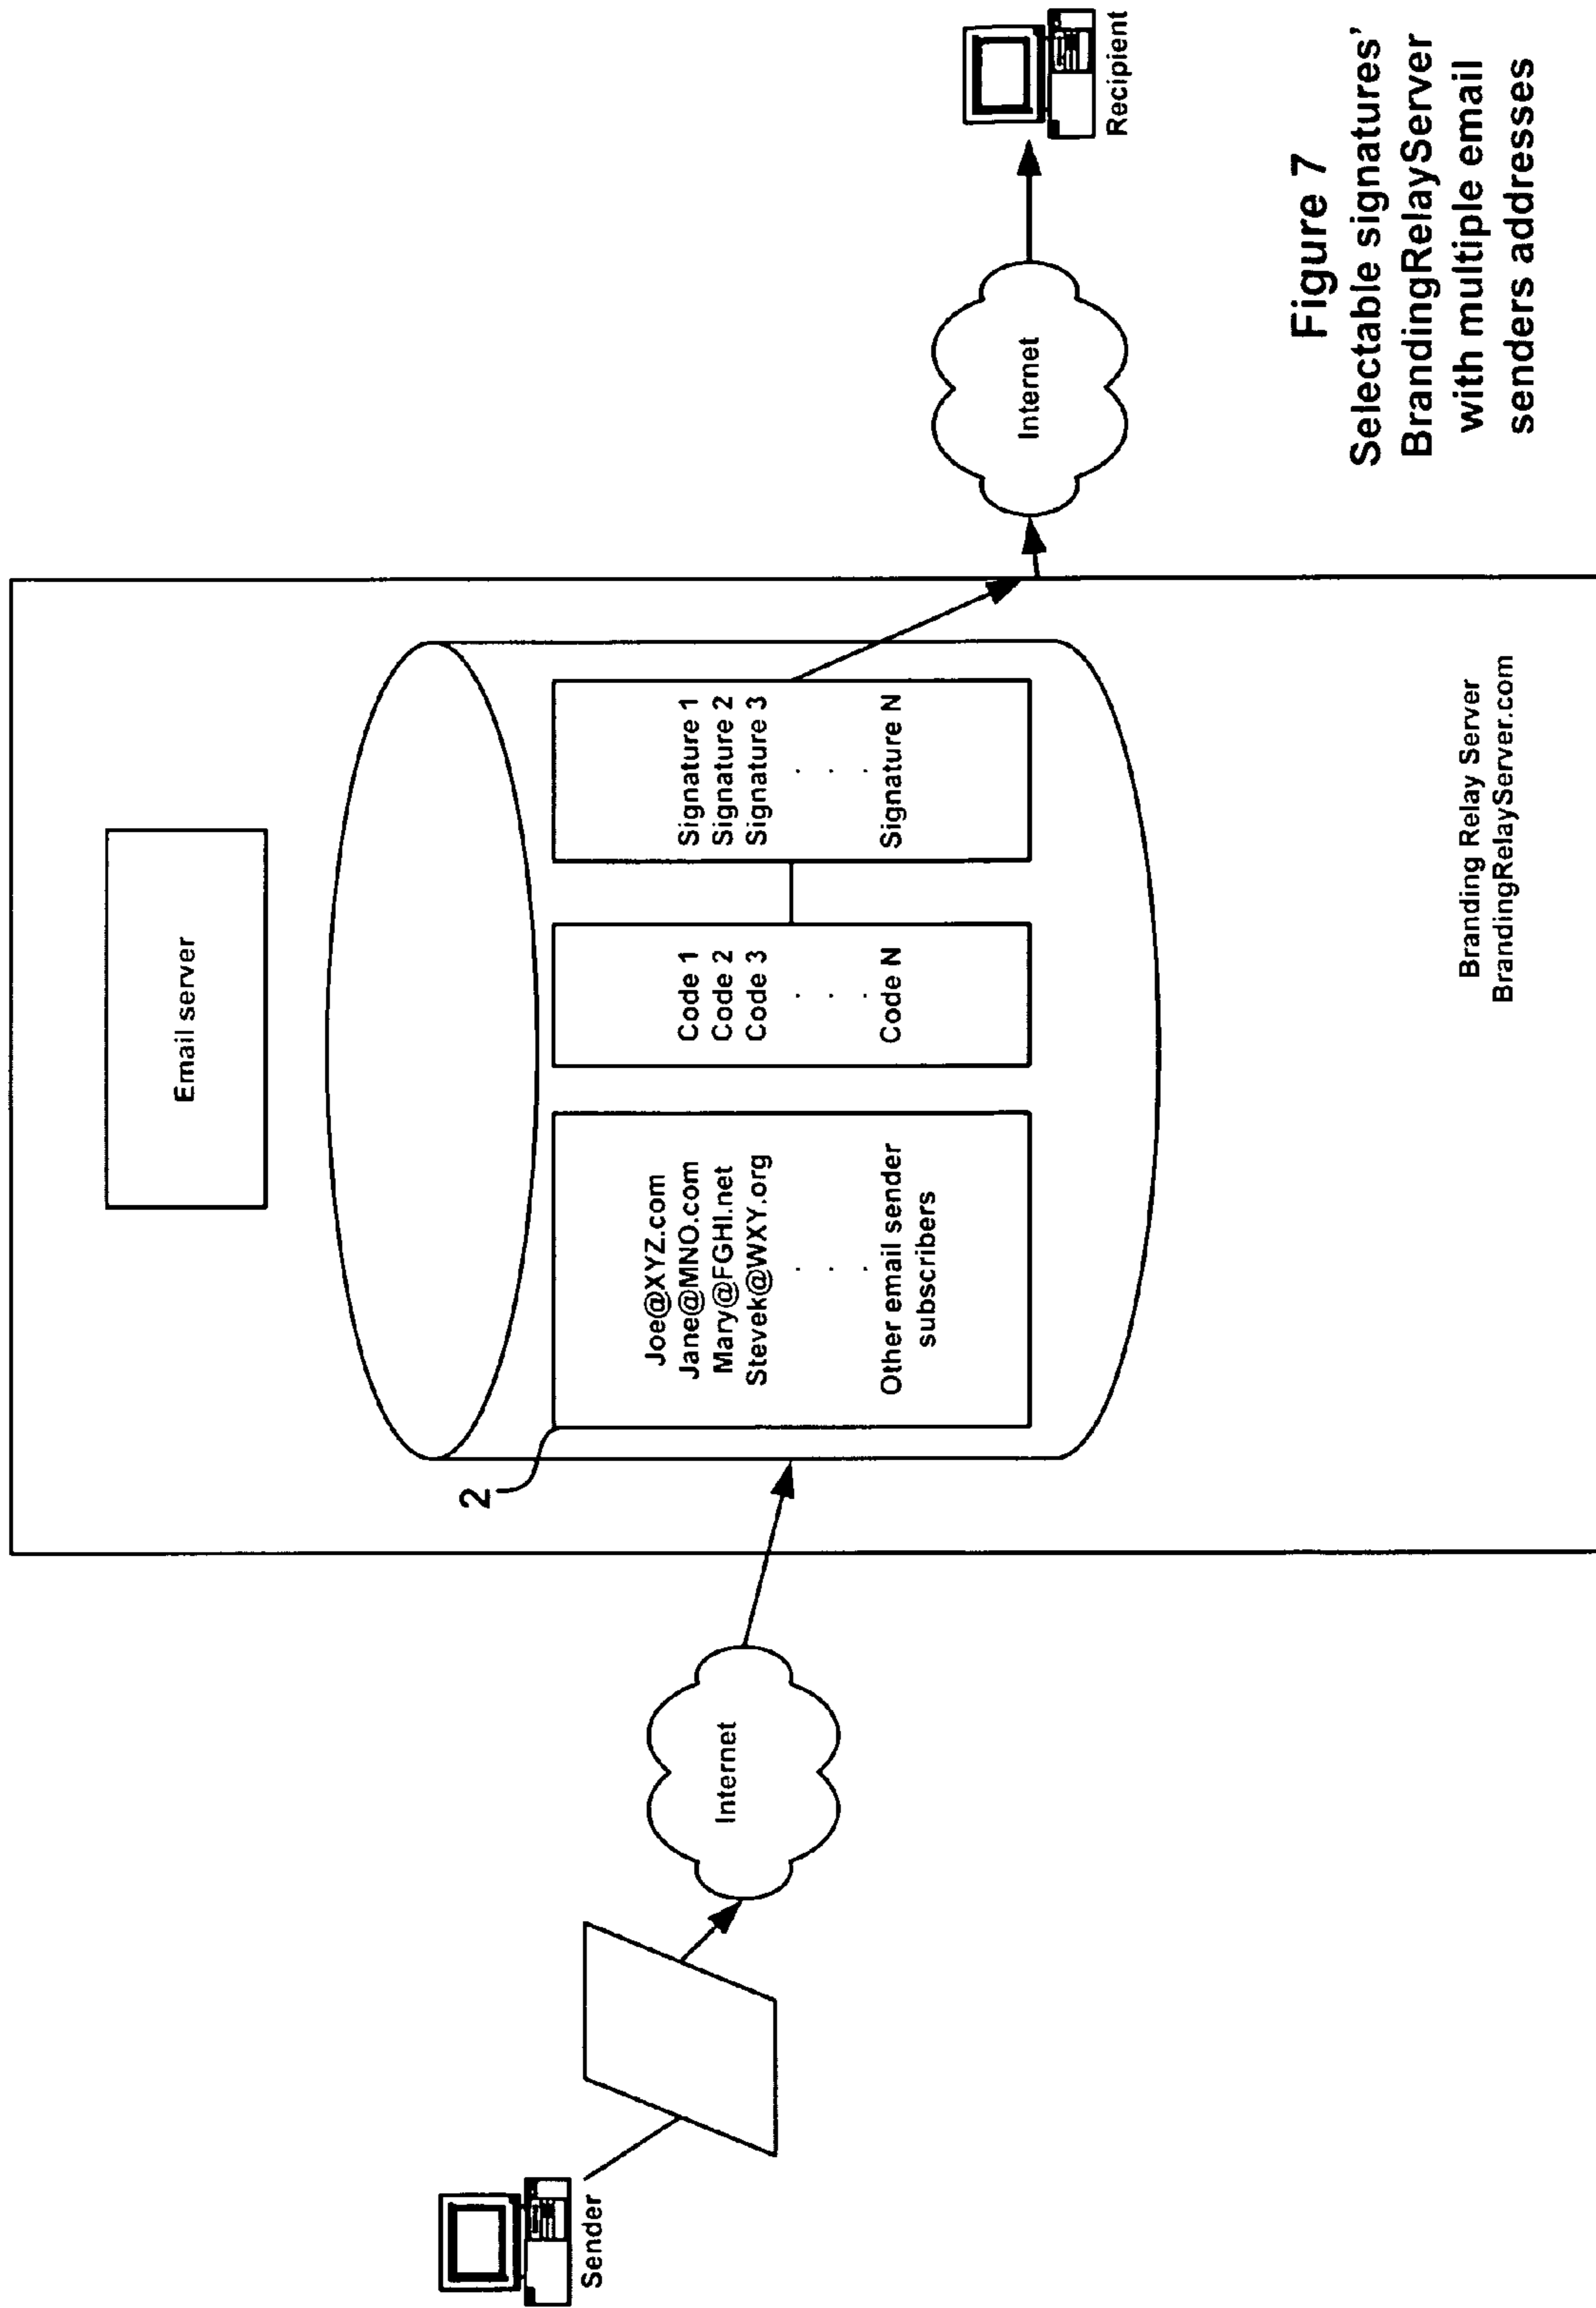 Email server
2
Joe@XYZ.com
Jane@MNO.com
Mary@FGHI.net
Stevek@WXY.org
.
.
.
Other email sender
subscribers
Code 1
Code 2
Code 3
.
.
.
Code N
Signature 1
Signature 2
Signature 3
.
.
.
Signature N
Sender
Internet
Internet
Recipient
Branding Relay Server
BrandingRelayServer.com
Figure 7
Selectable signatures'
BrandingRelayServer
with multiple email
senders addresses